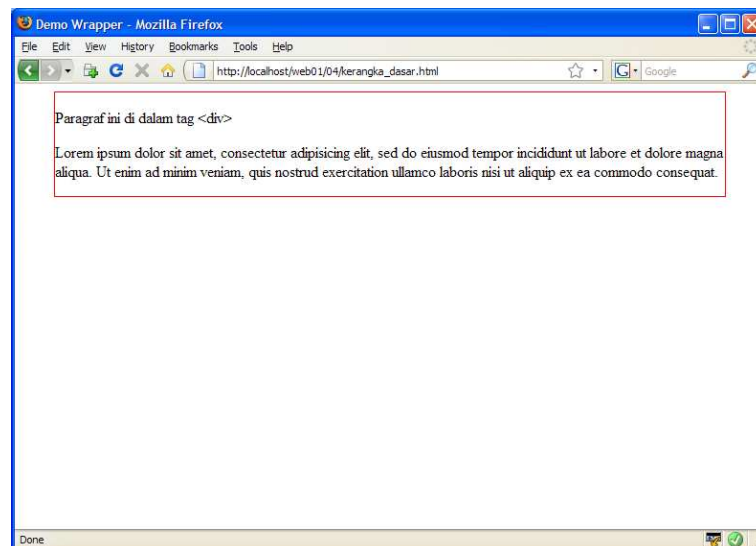 Demo Wrapper - Mozilla Firefox
File Edit View History Bookmarks Tools Help
http://localhost/web01/04/kerangka_dasar.html
G Google
Paragraf ini di dalam tag <div>
Lorem ipsum dolor sit amet, consectetur adipisicing elit, sed do eiusmod tempor incididunt ut labore et dolore magna
aliqua. Ut enim ad minim veniam, quis nostrud exercitation ullamco laboris nisi ut aliquip ex ea commodo consequat.
Done